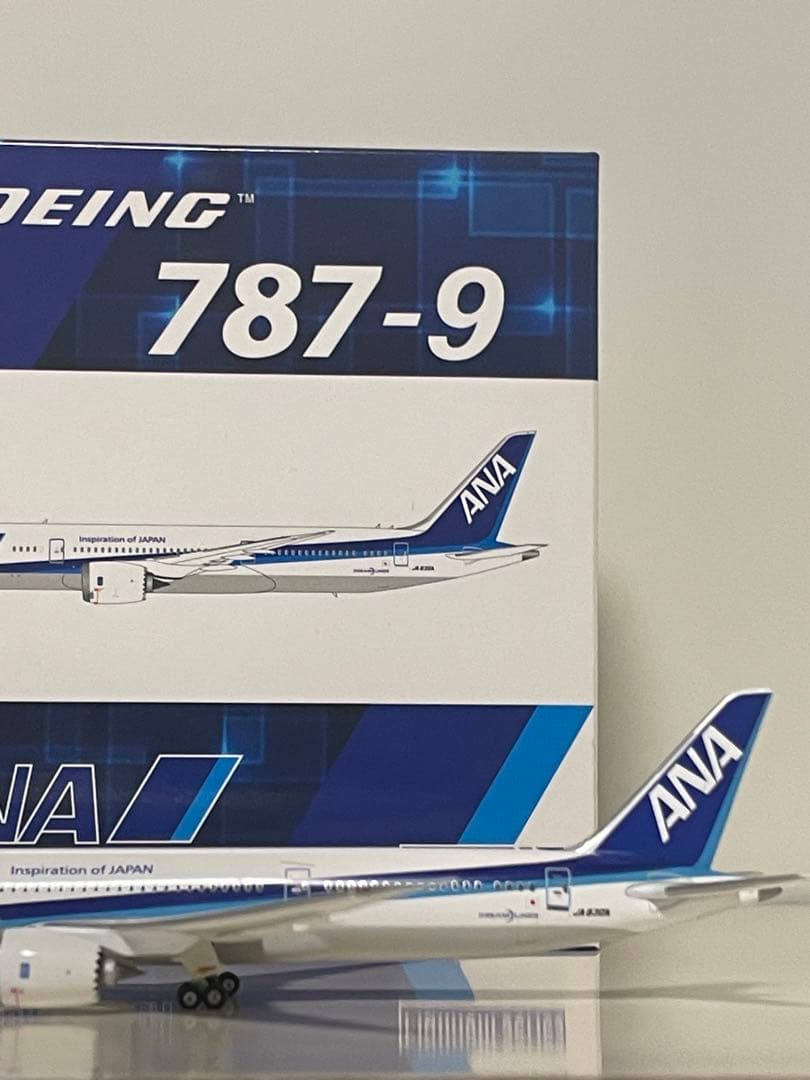 OEING™
787-9
ANA
Inspiration of JAPAN
NA
ANA
Inspiration of JAPAN